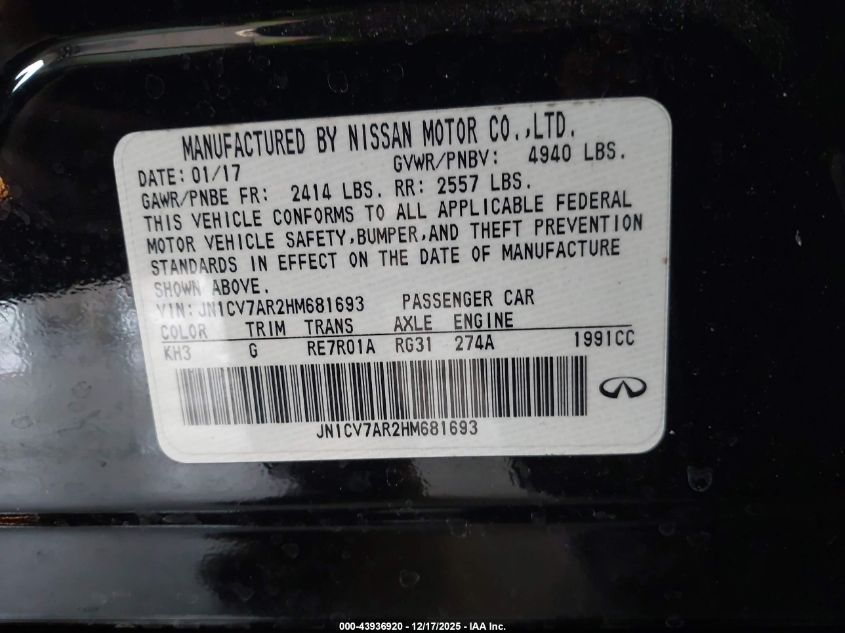 MANUFACTURED BY NISSAN MOTOR CO.,LTD.
DATE: 01/17 GVWR/PNBV: 4940 LBS.
GAWR/PNBE FR: 2414 LBS. RR: 2557 LBS.
THIS VEHICLE CONFORMS TO ALL APPLICABLE FEDERAL
MOTOR VEHICLE SAFETY,BUMPER,AND THEFT PREVENTION
STANDARDS IN EFFECT ON THE DATE OF MANUFACTURE
SHOWN ABOVE.
VIN:JN1CV7AR2HM681693 PASSENGER CAR
COLOR TRIM TRANS AXLE ENGINE
KH3 G RE7R01A RG31 274A 1991CC
JN1CV7AR2HM681693
000-43936920 – 12/17/2025 - IAA Inc.